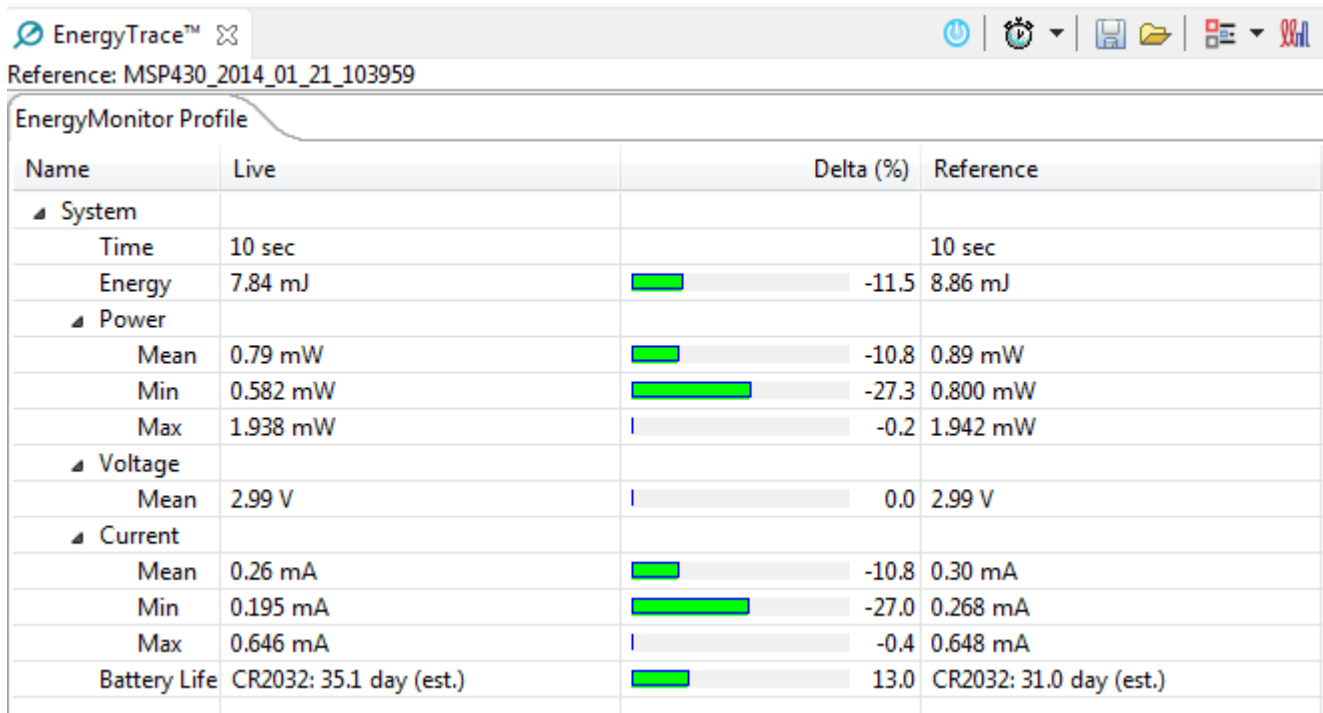 EnergyTrace™
Reference: MSP430_2014_01_21_103959
EnergyMonitor Profile
Name Live Delta (%) Reference
System
Time 10 sec 10 sec
Energy 7.84 mJ -11.5 8.86 mJ
Power
Mean 0.79 mW -10.8 0.89 mW
Min 0.582 mW -27.3 0.800 mW
Max 1.938 mW -0.2 1.942 mW
Voltage
Mean 2.99 V 0.0 2.99 V
Current
Mean 0.26 mA -10.8 0.30 mA
Min 0.195 mA -27.0 0.268 mA
Max 0.646 mA -0.4 0.648 mA
Battery Life CR2032: 35.1 day (est.) 13.0 CR2032: 31.0 day (est.)